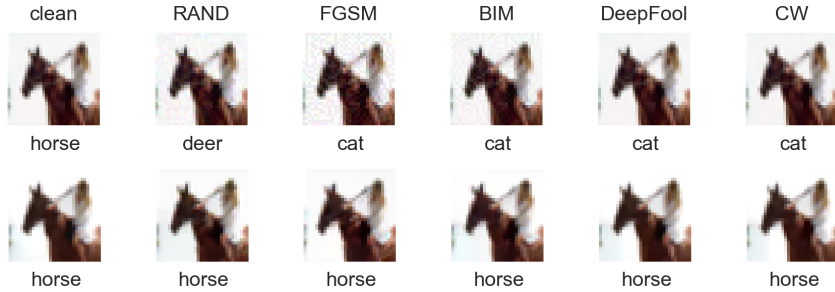 clean RAND FGSM BIM DeepFool CW
horse deer cat cat cat cat
horse horse horse horse horse horse